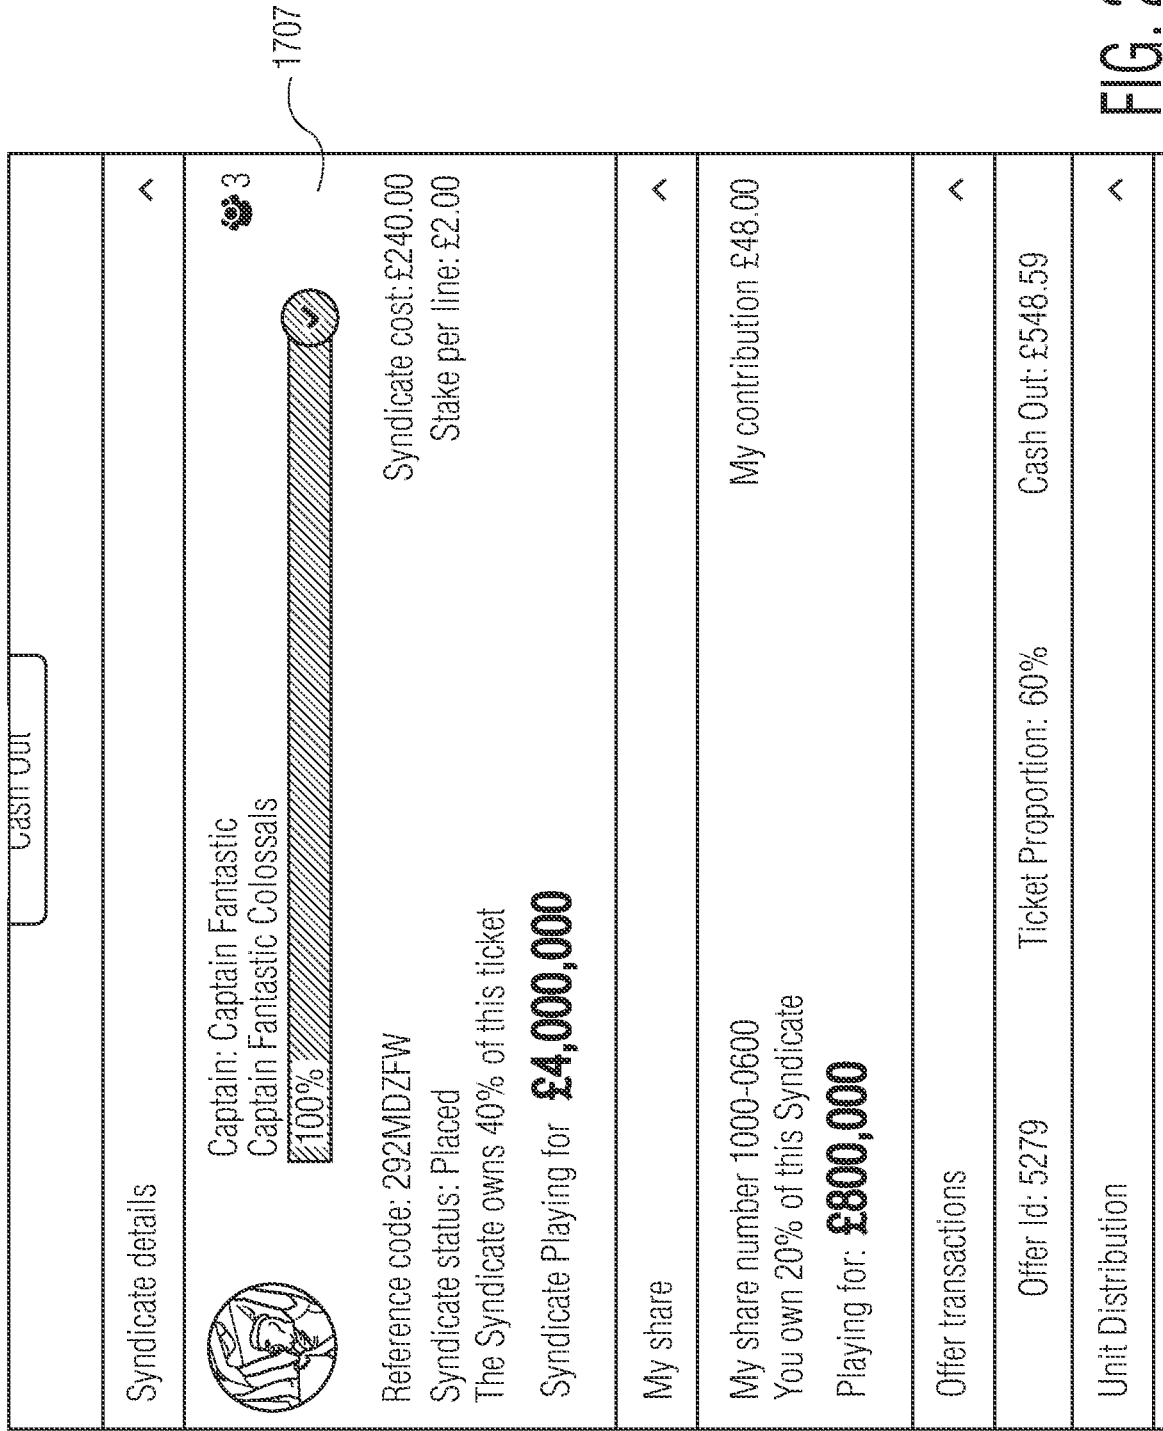 Cash Out
Syndicate details
Captain: Captain Fantastic
3
Captain Fantastic Colossals
100%
1707
Reference code: 292MDZFW
Syndicate cost: £240.00
Syndicate status: Placed
Stake per line: £2.00
The Syndicate owns 40% of this ticket
Syndicate Playing for £4,000,000
My share
My share number 1000-0600
My contribution £48.00
You own 20% of this Syndicate
Playing for: £800,000
Offer transactions
Offer Id: 5279
Ticket Proportion: 60%
Cash Out: £548.59
Unit Distribution
FIG.